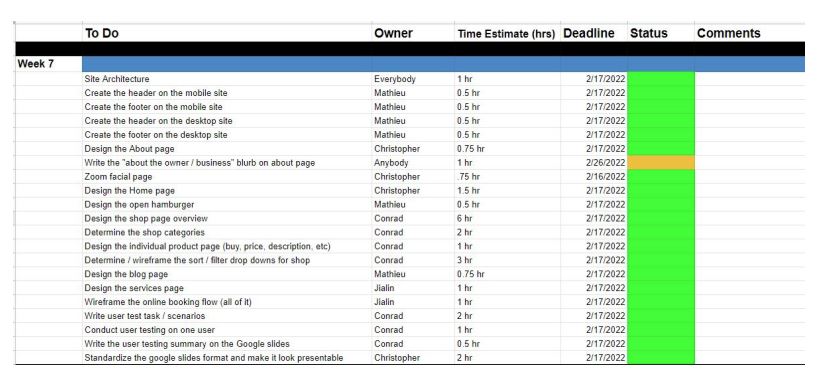 To Do Owner Time Estimate (hrs) Deadline Status Comments
Week 7
Site Architecture Everybody 1 hr 2/17/2022
Create the header on the mobile site Mathieu 0.5 hr 2/17/2022
Create the footer on the mobile site Mathieu 0.5 hr 2/17/2022
Create the header on the desktop site Mathieu 0.5 hr 2/17/2022
Create the footer on the desktop site Mathieu 0.5 hr 2/17/2022
Design the About page Christopher 0.75 hr 2/17/2022
Write the "about the owner / business" blurb on about page Anybody 1 hr 2/26/2022
Zoom facial page Christopher .75 hr 2/16/2022
Design the Home page Christopher 1.5 hr 2/17/2022
Design the open hamburger Mathieu 0.5 hr 2/17/2022
Design the shop page overview Conrad 6 hr 2/17/2022
Determine the shop categories Conrad 2 hr 2/17/2022
Design the individual product page (buy, price, description, etc) Conrad 1 hr 2/17/2022
Determine / wireframe the sort / filter drop downs for shop Conrad 3 hr 2/17/2022
Design the blog page Mathieu 0.75 hr 2/17/2022
Design the services page Jialin 1 hr 2/17/2022
Wireframe the online booking flow (all of it) Jialin 1 hr 2/17/2022
Write user test task / scenarios Conrad 2 hr 2/17/2022
Conduct user testing on one user Conrad 1 hr 2/17/2022
Write the user testing summary on the Google slides Conrad 0.5 hr 2/17/2022
Standardize the google slides format and make it look presentable Christopher 2 hr 2/17/2022